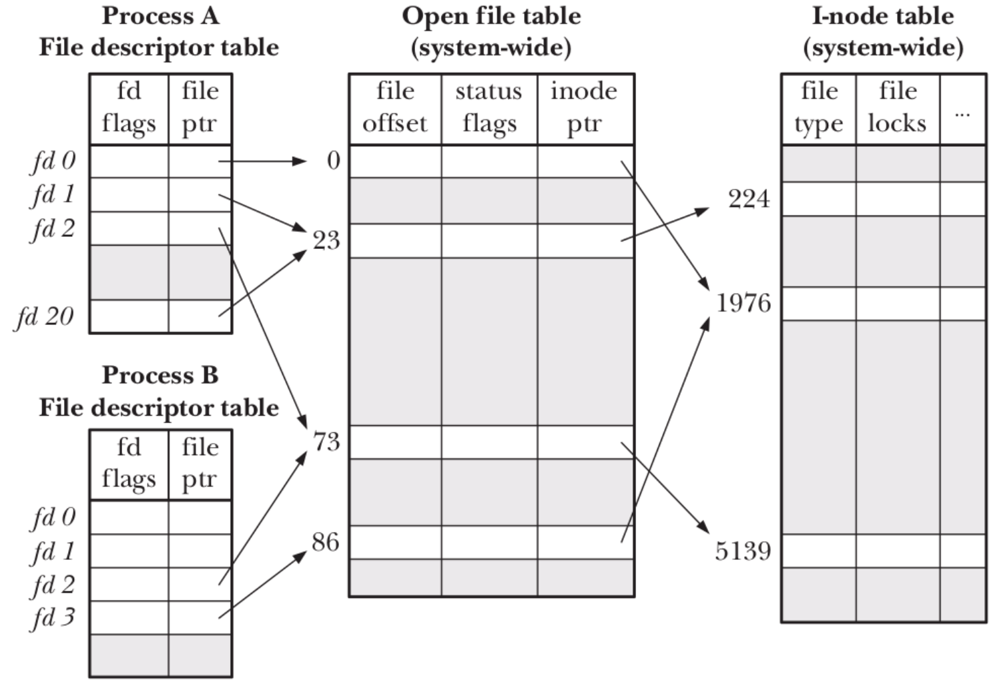 Process A
File descriptor table
fd
flags
file
ptr
fd 0
fd 1
fd 2
fd 20
Process B
File descriptor table
fd
flags
file
ptr
fd 0
fd 1
fd 2
fd 3
Open file table
(system-wide)
file
offset
status
flags
inode
ptr
0
23
73
86
I-node table
(system-wide)
file
type
file
locks
...
224
1976
5139